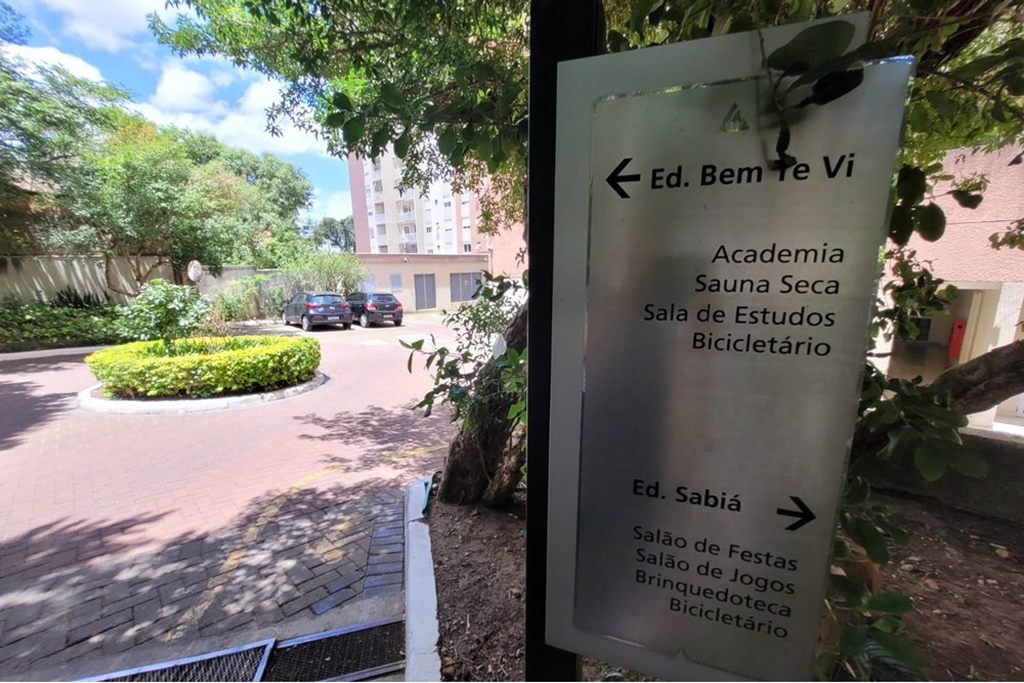 ← Ed. Bem Te Vi
Academia
Sauna Seca
Sala de Estudos
Bicicletário
Ed. Sabiá →
Salão de Festas
Salão de Jogos
Brinquedoteca
Bicicletário